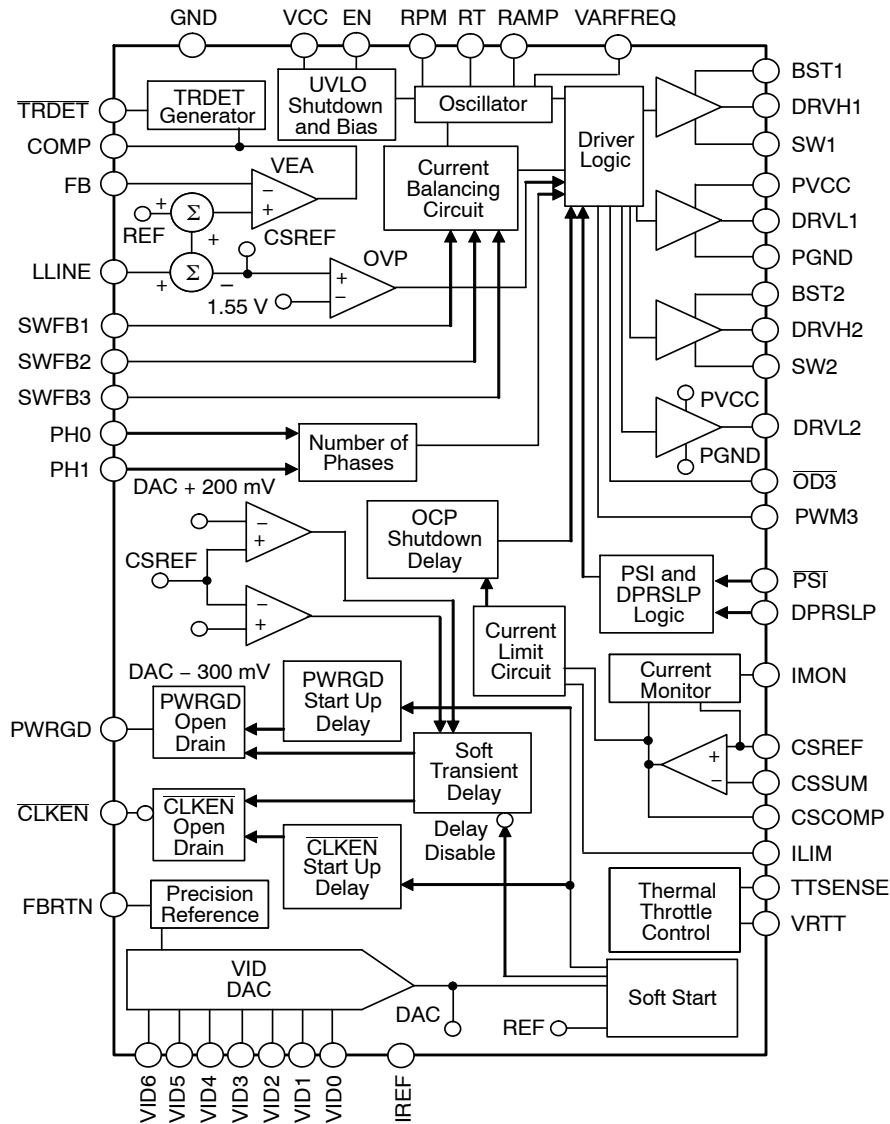 GND
VCC
EN
RPM
RT
RAMP
VARFREQ
TRDET
COMP
FB
LLINE
SWFB1
SWFB2
SWFB3
PH0
PH1
TRDET
Generator
UVLO
Shutdown
and Bias
Oscillator
Driver
Logic
Current
Balancing
Circuit
VEA
−
+
+
Σ
REF
+
CSREF
+
Σ
−
OVP
+
−
1.55 V
Number of
Phases
BST1
DRVH1
SW1
PVCC
DRVL1
PGND
BST2
DRVH2
SW2
PVCC
DRVL2
PGND
OD3
PWM3
DAC + 200 mV
−
+
CSREF
−
+
DAC − 300 mV
OCP
Shutdown
Delay
PSI and
DPRSLP
Logic
PSI
DPRSLP
Current
Limit
Circuit
Current
Monitor
IMON
PWRGD
PWRGD
Open
Drain
PWRGD
Start Up
Delay
Soft
Transient
Delay
+
−
CSREF
CSSUM
CSCOMP
ILIM
CLKEN
CLKEN
Open
Drain
CLKEN
Start Up
Delay
Delay
Disable
Thermal
Throttle
Control
TTSENSE
VRTT
FBRTN
Precision
Reference
VID
DAC
DAC
REF
Soft Start
VID6
VID5
VID4
VID3
VID2
VID1
VID0
IREF